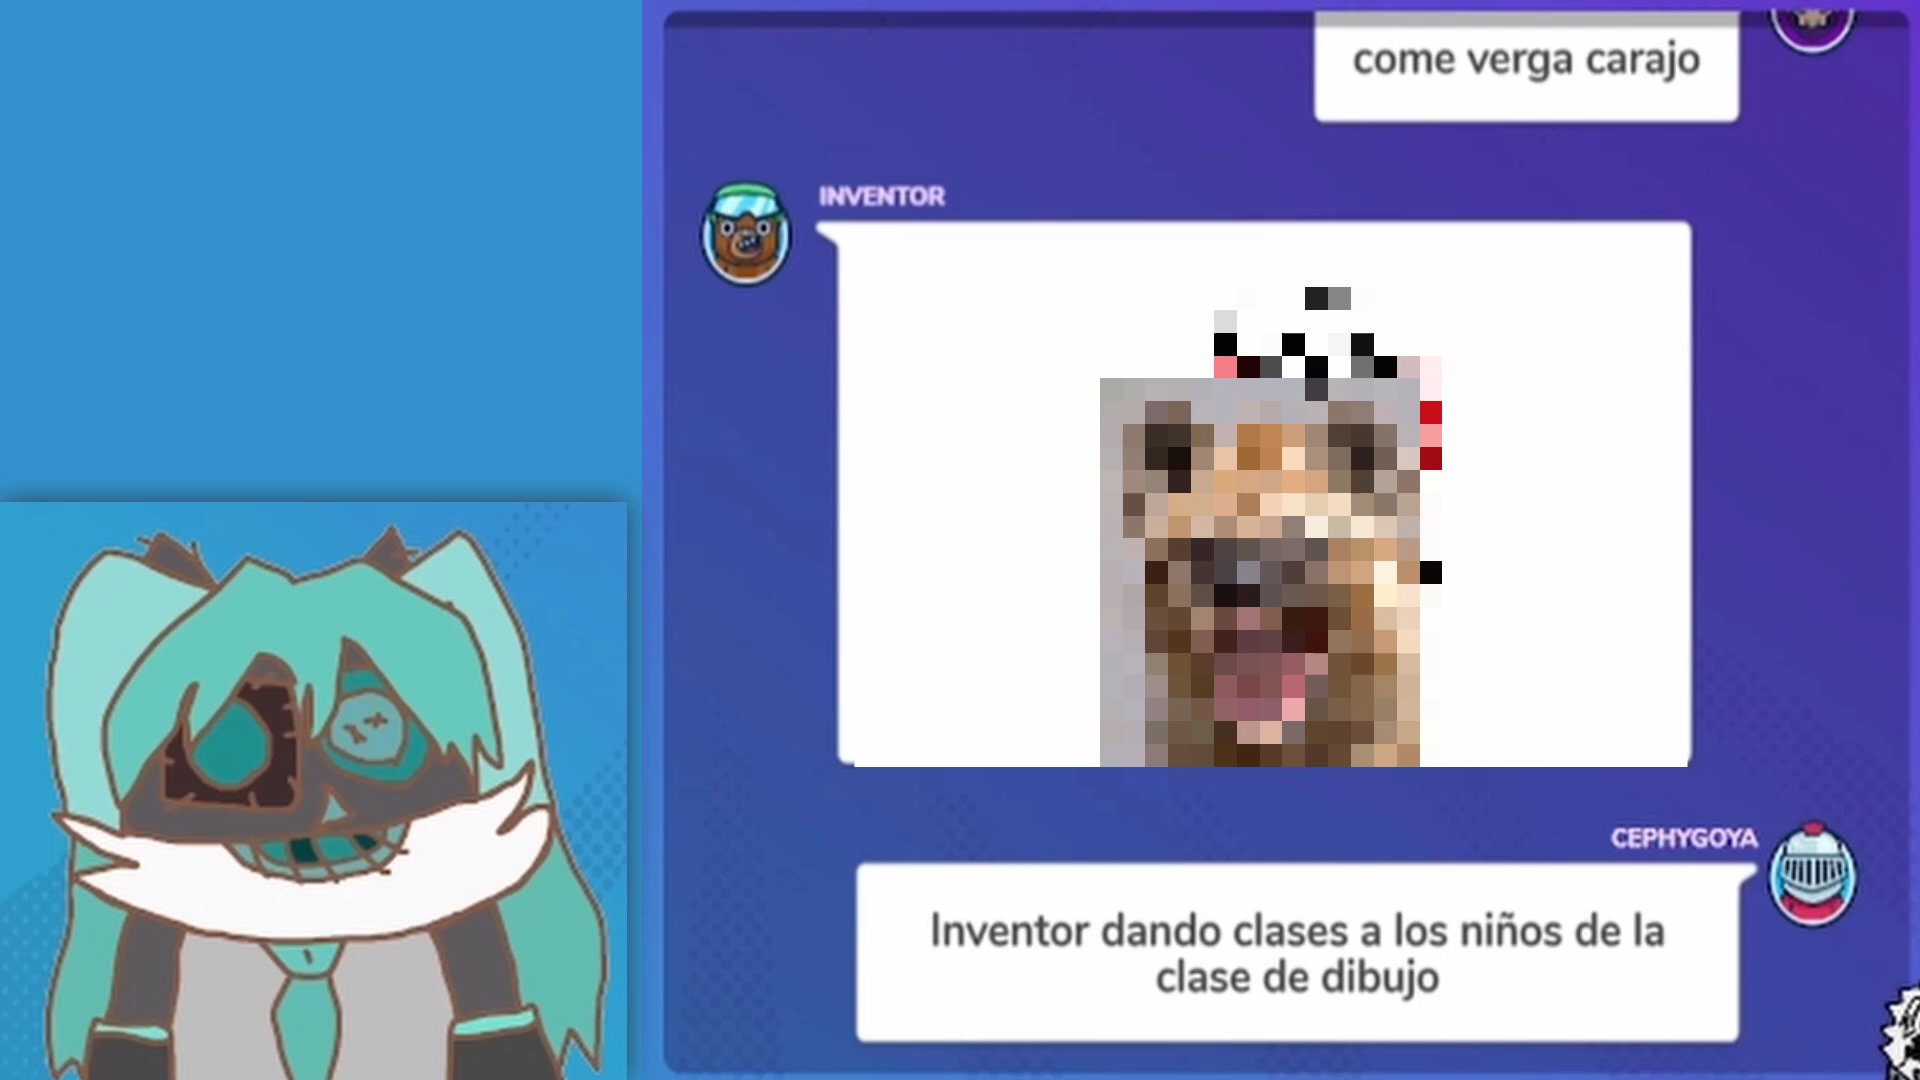 come verga carajo
INVENTOR
CEPHYGOYA
Inventor dando clases a los niños de la
clase de dibujo